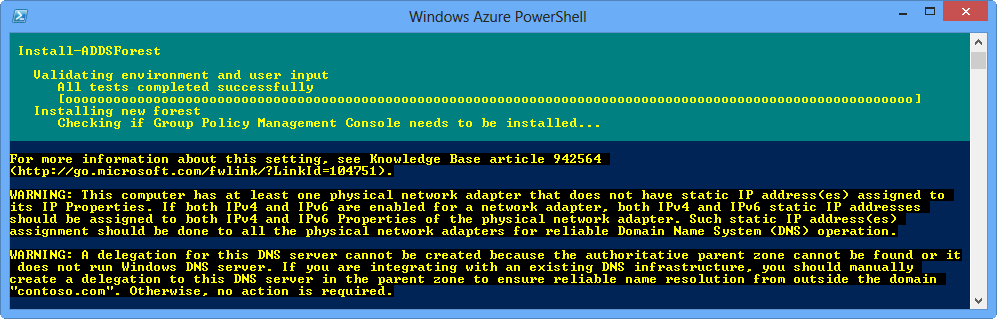 Windows Azure PowerShell
Install-ADDSForest
Validating environment and user input
All tests completed successfully
[oooooooooooooooooooooooooooooooooooooooooooooooooooooooooooooooooooooooooooooooooooooooooooooooooooooooooo]
Installing new forest
Checking if Group Policy Management Console needs to be installed...
For more information about this setting, see Knowledge Base article 942564
(http://go.microsoft.com/fwlink/?LinkId=104751).
WARNING: This computer has at least one physical network adapter that does not have static IP address(es) assigned to
its IP Properties. If both IPv4 and IPv6 are enabled for a network adapter, both IPv4 and IPv6 static IP addresses
should be assigned to both IPv4 and IPv6 Properties of the physical network adapter. Such static IP address(es)
assignment should be done to all the physical network adapters for reliable Domain Name System (DNS) operation.
WARNING: A delegation for this DNS server cannot be created because the authoritative parent zone cannot be found or it
does not run Windows DNS server. If you are integrating with an existing DNS infrastructure, you should manually
create a delegation to this DNS server in the parent zone to ensure reliable name resolution from outside the domain
"contoso.com". Otherwise, no action is required.